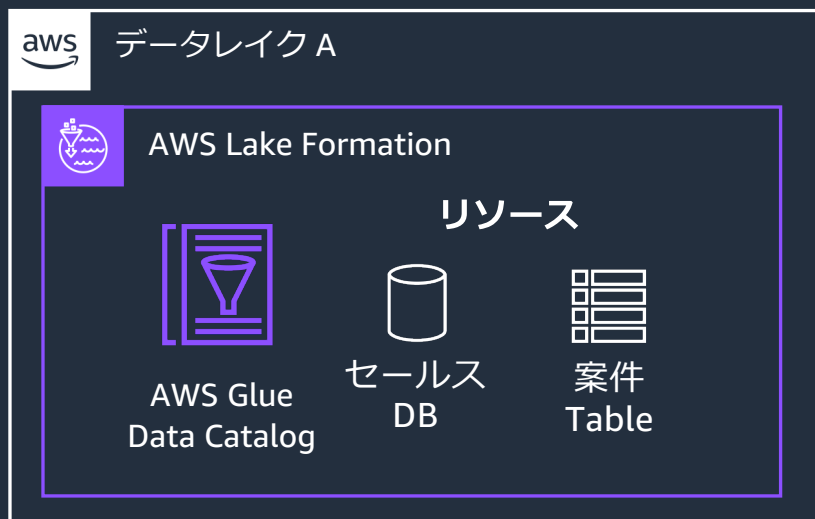 aws
データレイク A
AWS Lake Formation
リソース
AWS Glue
Data Catalog
セールス
DB
案件
Table